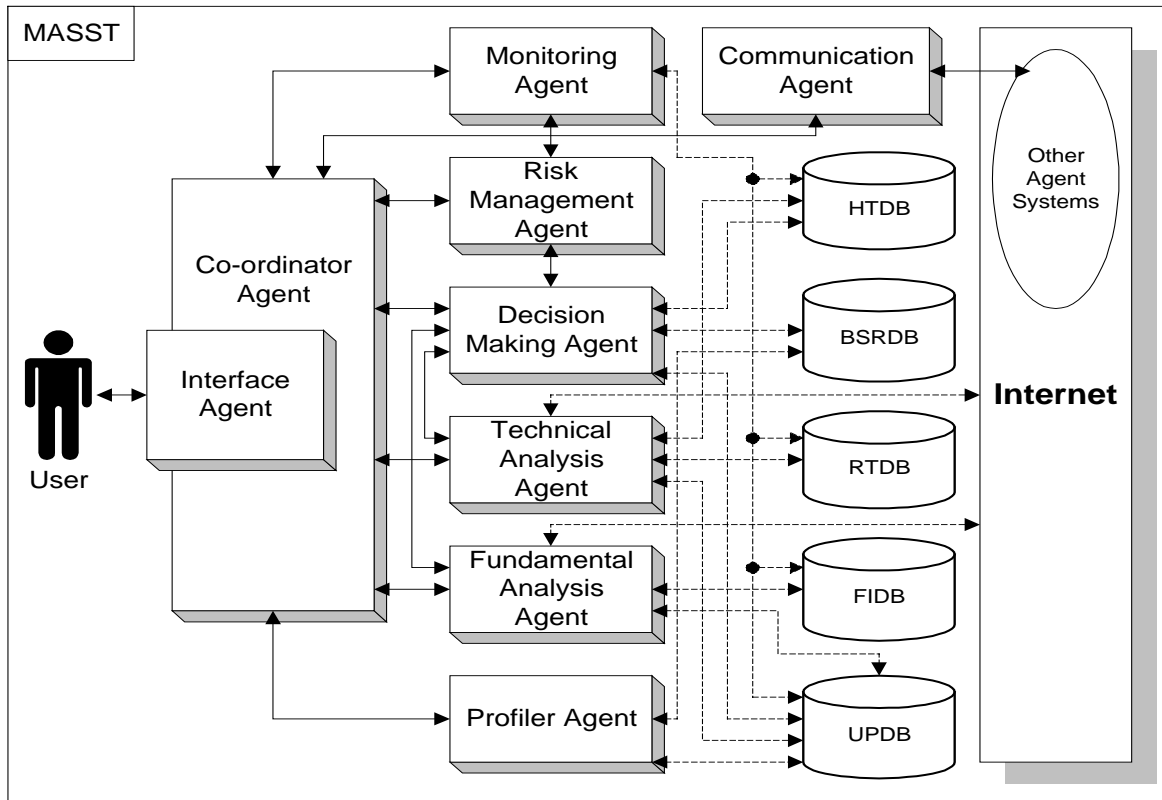 MASST
Monitoring
Agent
Communication
Agent
Other
Agent
Systems
Risk
Management
Agent
HTDB
Co-ordinator
Agent
Decision
Making Agent
BSRDB
Interface
Agent
Internet
User
Technical
Analysis
Agent
RTDB
Fundamental
Analysis
Agent
FIDB
Profiler Agent
UPDB